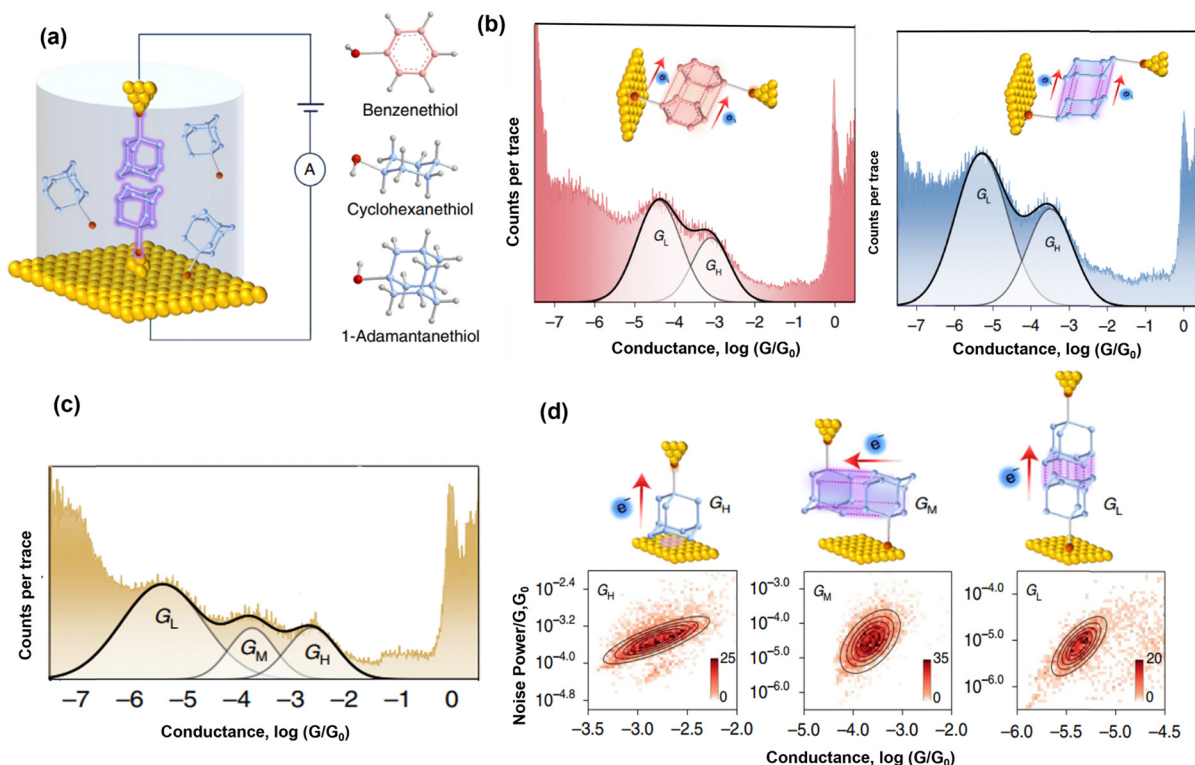 (a)
A
Benzenethiol
Cyclohexanethiol
1-Adamantanethiol
(b)
Counts per trace
e-
e-
G_L
G_H
−7 −6 −5 −4 −3 −2 −1 0
Conductance, log (G/G₀)
Counts per trace
e-
e-
G_L
G_H
−7 −6 −5 −4 −3 −2 −1 0
Conductance, log (G/G₀)
(c)
Counts per trace
G_L
G_M
G_H
−7 −6 −5 −4 −3 −2 −1 0
Conductance, log (G/G₀)
(d)
e-
G_H
e-
G_M
e-
G_L
Noise Power/G,G₀
G_H
10^−2.4
10^−3.2
10^−4.0
10^−4.8
25
0
−3.5 −3.0 −2.5 −2.0
G_M
10^−3.0
10^−4.0
10^−5.0
10^−6.0
35
0
−5.0 −4.0 −3.0 −2.0
G_L
10^−4.0
10^−5.0
10^−6.0
20
0
−6.0 −5.5 −5.0 −4.5
Conductance, log (G/G₀)